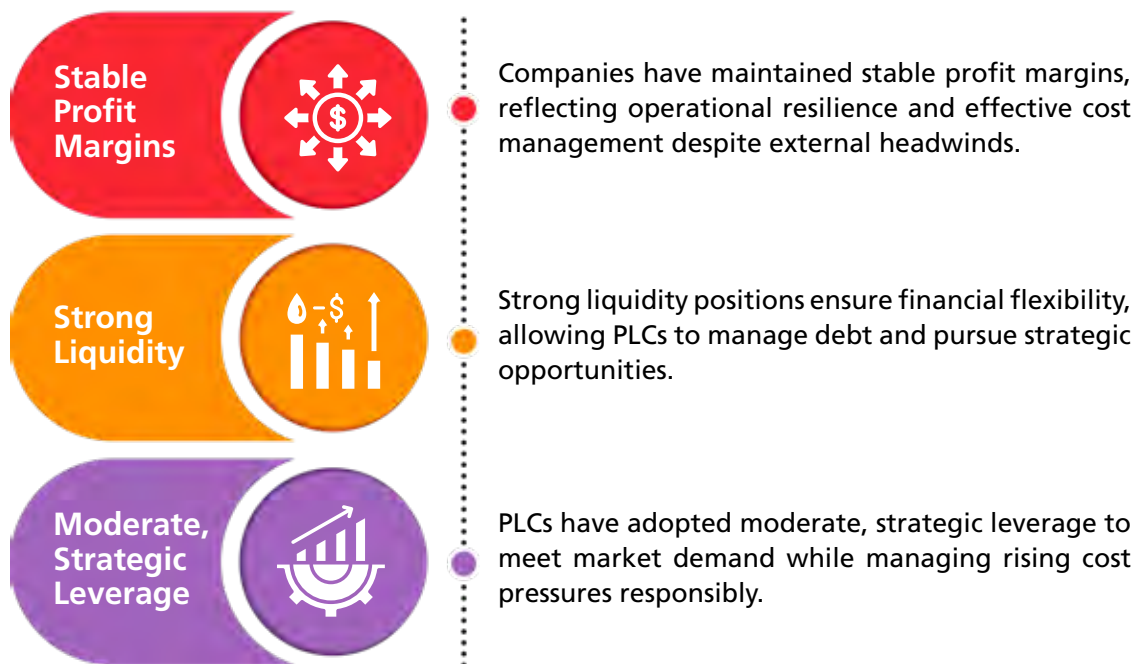 Stable
Profit
Margins
$
Companies have maintained stable profit margins,
reflecting operational resilience and effective cost
management despite external headwinds.
Strong
Liquidity
-$
Strong liquidity positions ensure financial flexibility,
allowing PLCs to manage debt and pursue strategic
opportunities.
Moderate,
Strategic
Leverage
PLCs have adopted moderate, strategic leverage to
meet market demand while managing rising cost
pressures responsibly.